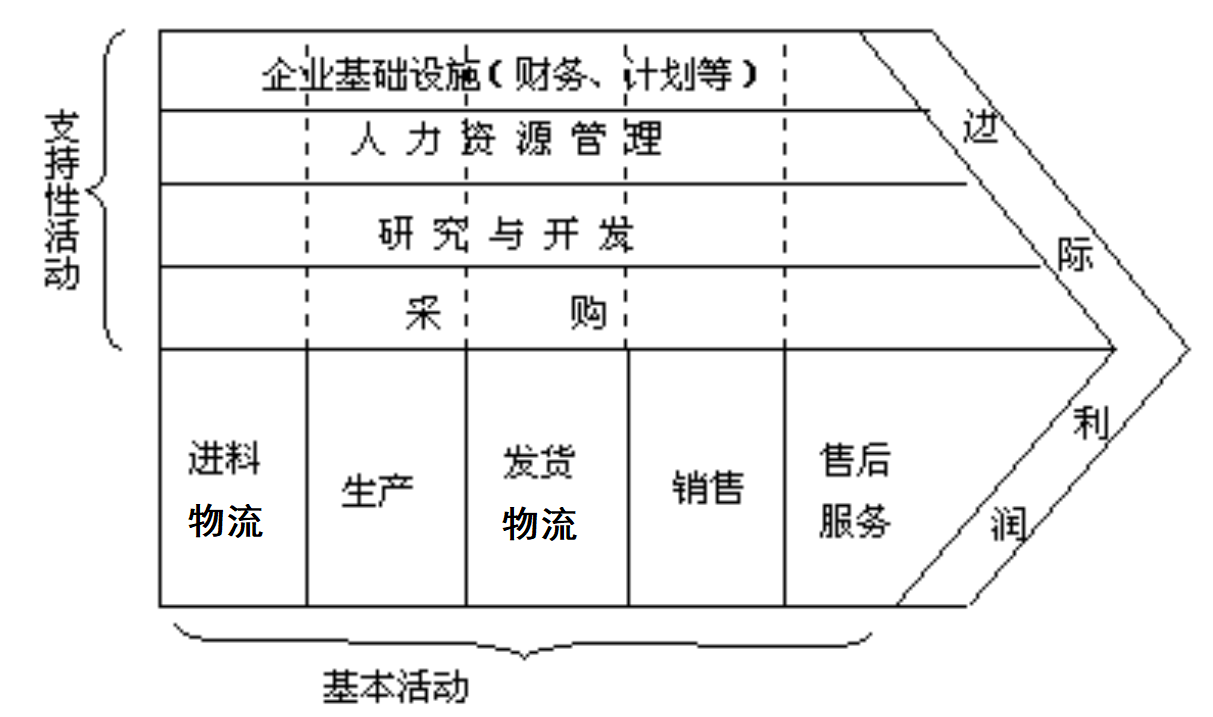 支持性活动
企业基础设施（财务、计划等）
人力资源管理
研究与开发
采购
进料
物流
生产
发货
物流
销售
售后
服务
边际利润
基本活动